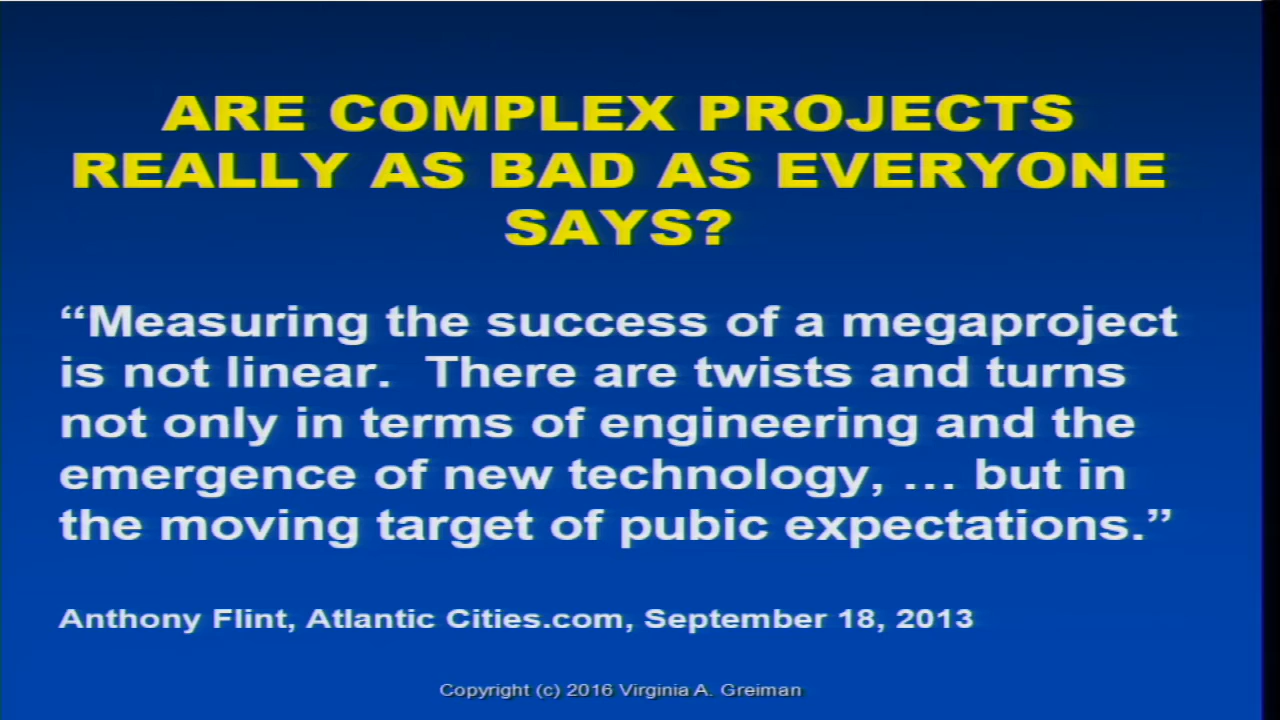 ARE COMPLEX PROJECTS
REALLY AS BAD AS EVERYONE
SAYS?
“Measuring the success of a megaproject
is not linear.  There are twists and turns
not only in terms of engineering and the
emergence of new technology, … but in
the moving target of pubic expectations.”
Anthony Flint, Atlantic Cities.com, September 18, 2013
Copyright (c) 2016 Virginia A. Greiman